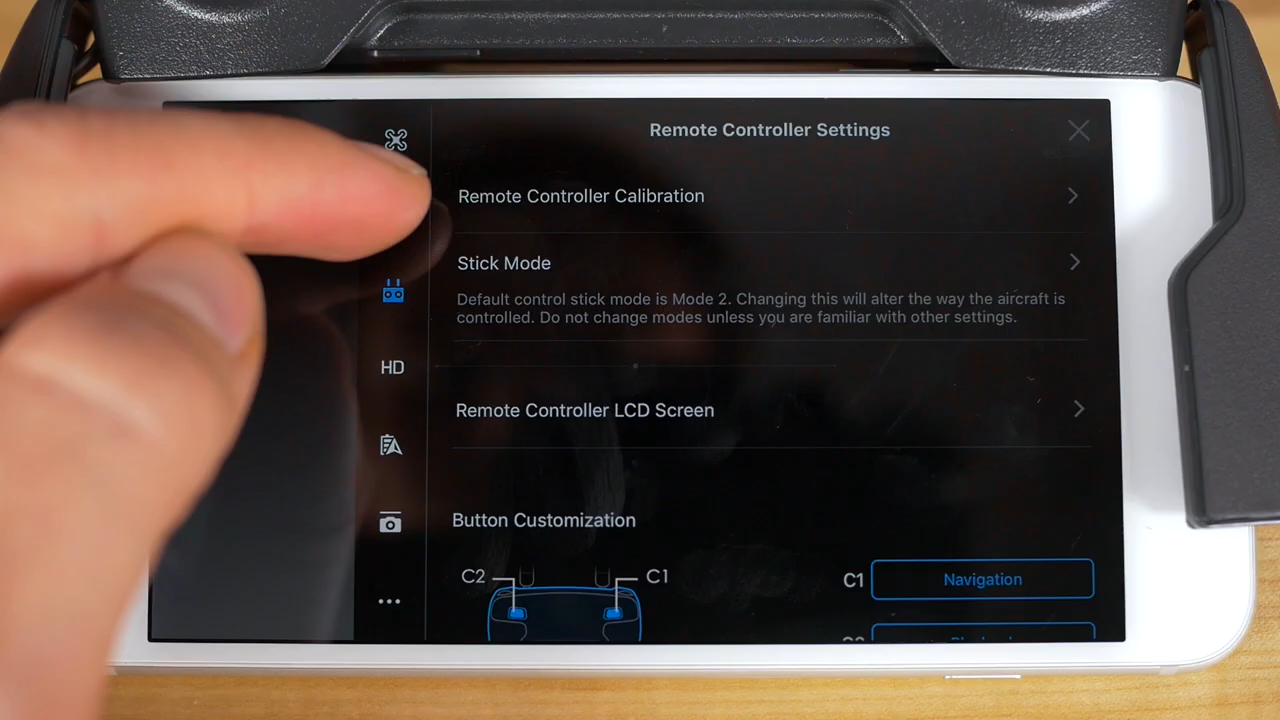 Remote Controller Settings
Remote Controller Calibration
Stick Mode
Default control stick mode is Mode 2. Changing this will alter the way the aircraft is
controlled. Do not change modes unless you are familiar with other settings.
HD
Remote Controller LCD Screen
Button Customization
C2
C1
C1
Navigation